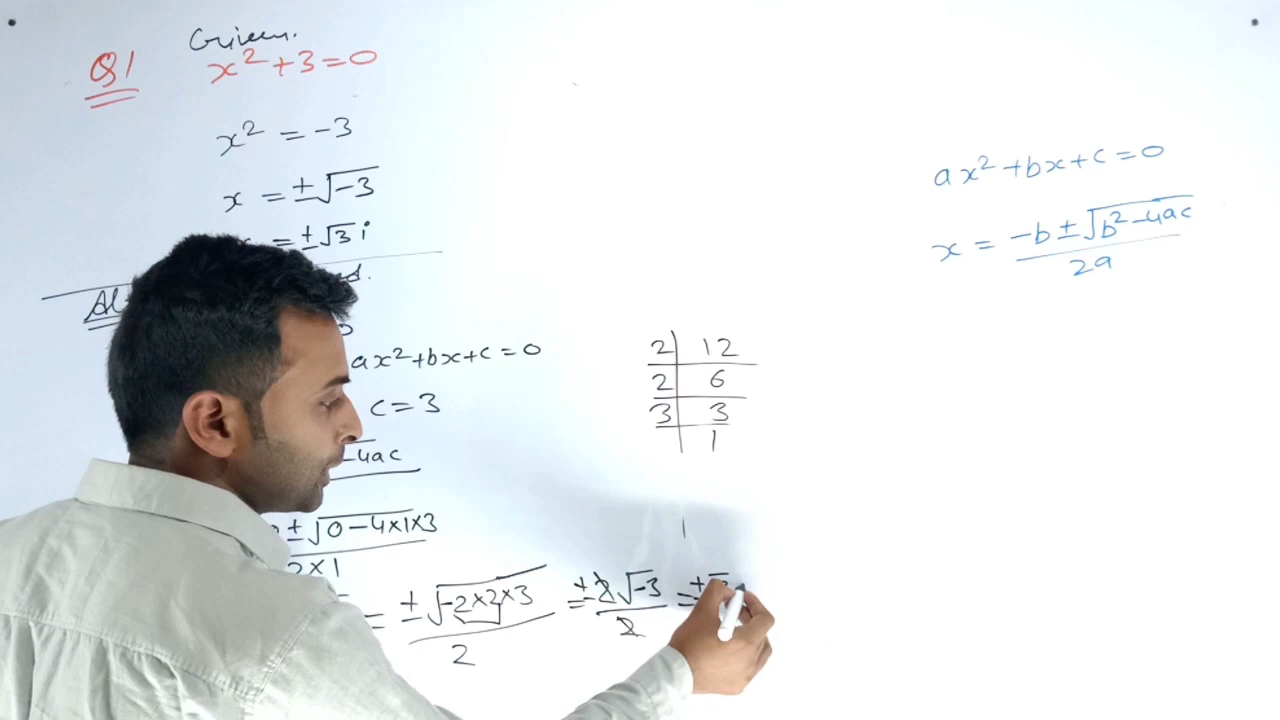 Given.
Q1 x² + 3 = 0
x² = -3
x = ±√-3
= ±√3 i
ax² + bx + c = 0
c = 3
-4ac
±√0 - 4×1×3
2×1
= ±√-2×2×3 = ±2√-3 = ±√
2 2
2 | 12
2 | 6
3 | 3
1
ax² + bx + c = 0
x = -b ± √b² - 4ac
2a